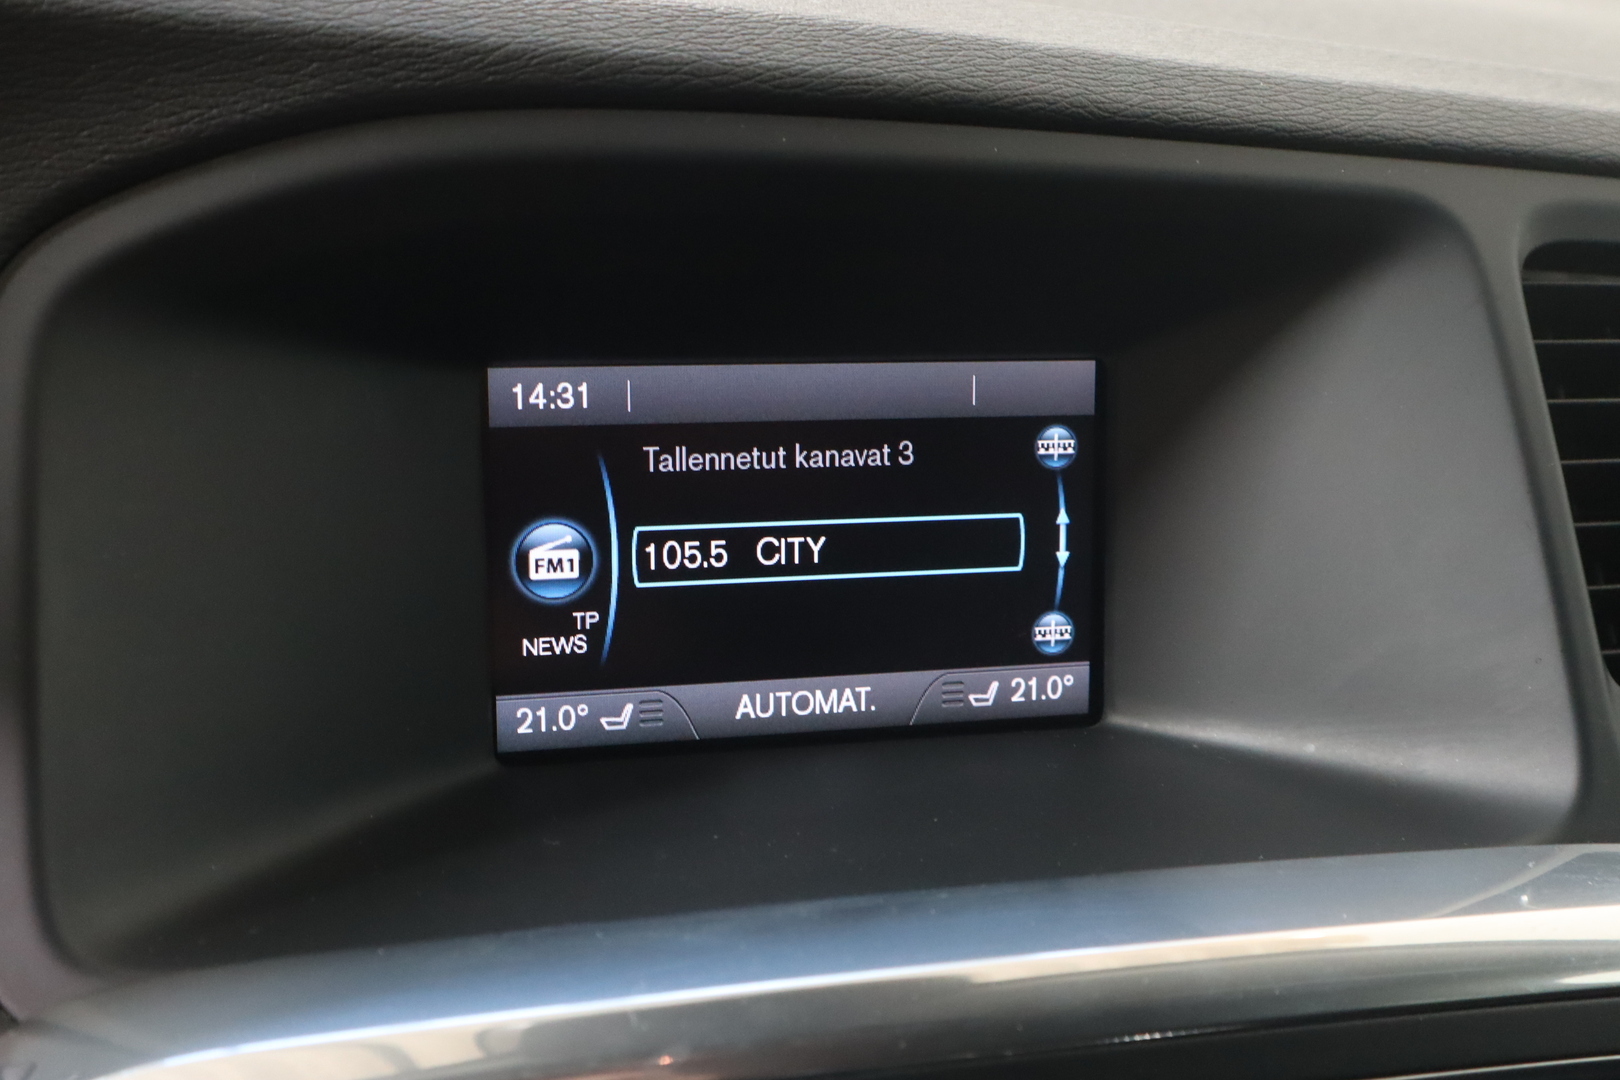 14:31
Tallennetut kanavat 3
105.5 CITY
FM1
TP
NEWS
21.0° AUTOMAT. 21.0°